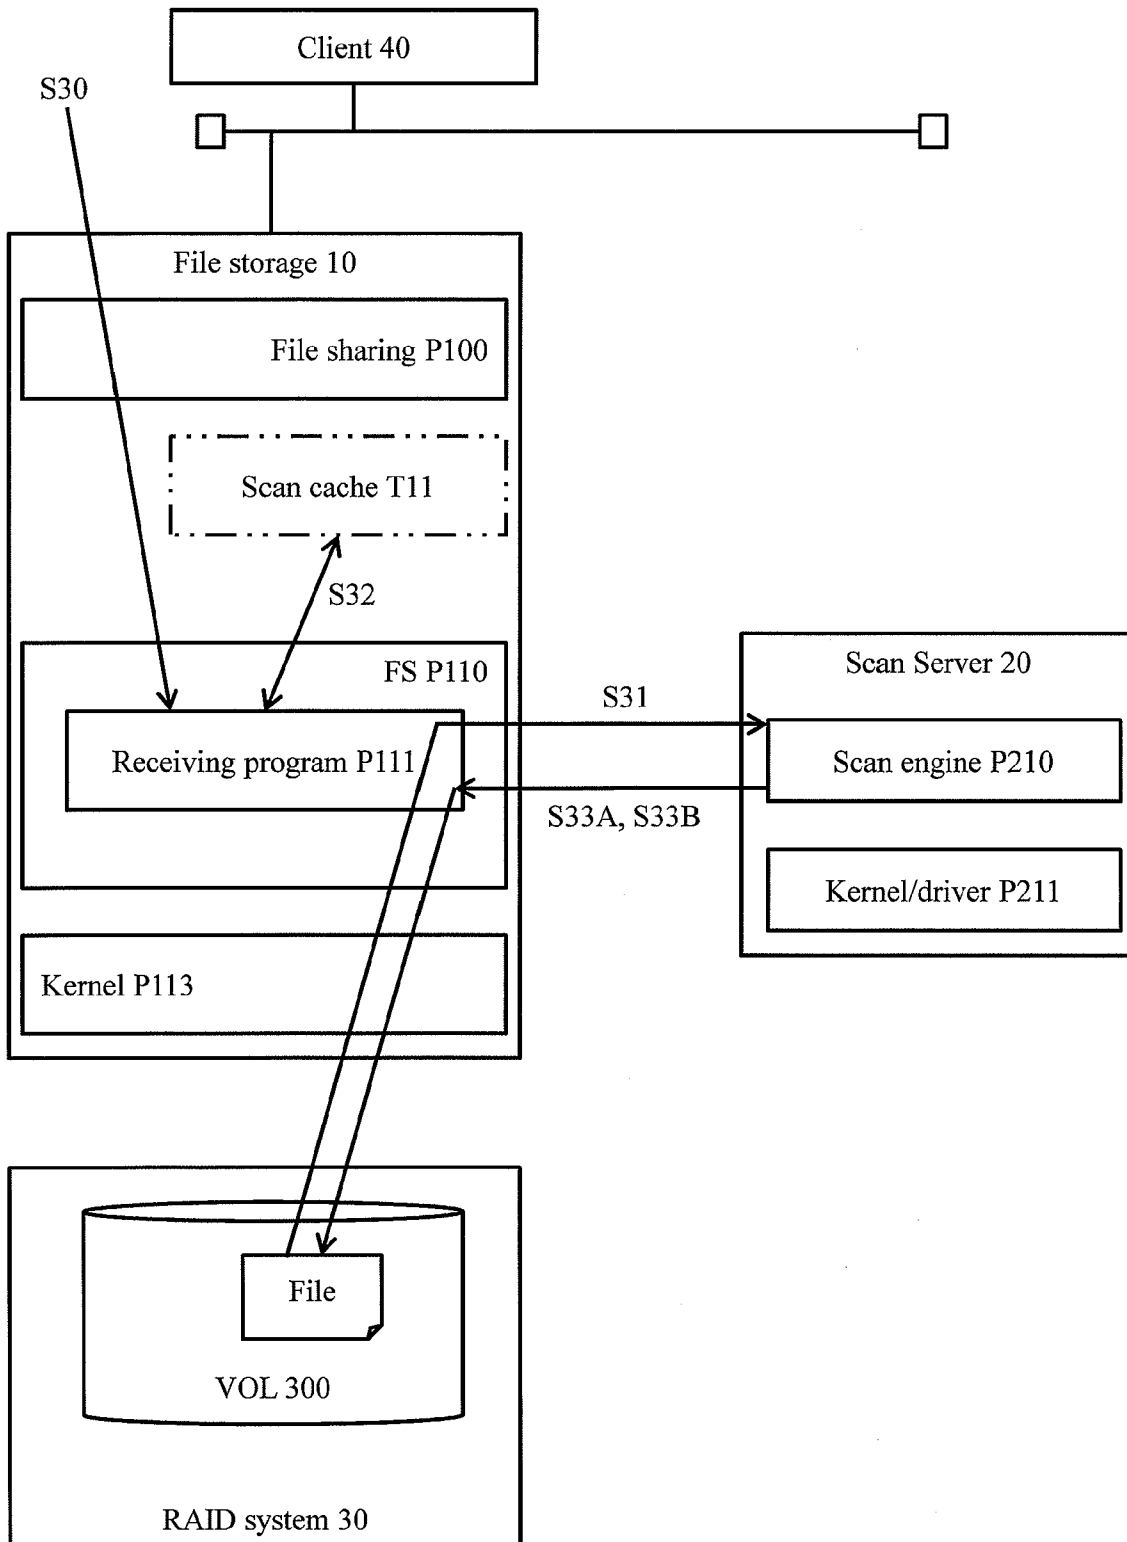 Client 40
S30
File storage 10
File sharing P100
Scan cache T11
S32
FS P110
Scan Server 20
S31
Receiving program P111
Scan engine P210
S33A, S33B
Kernel/driver P211
Kernel P113
File
VOL 300
RAID system 30